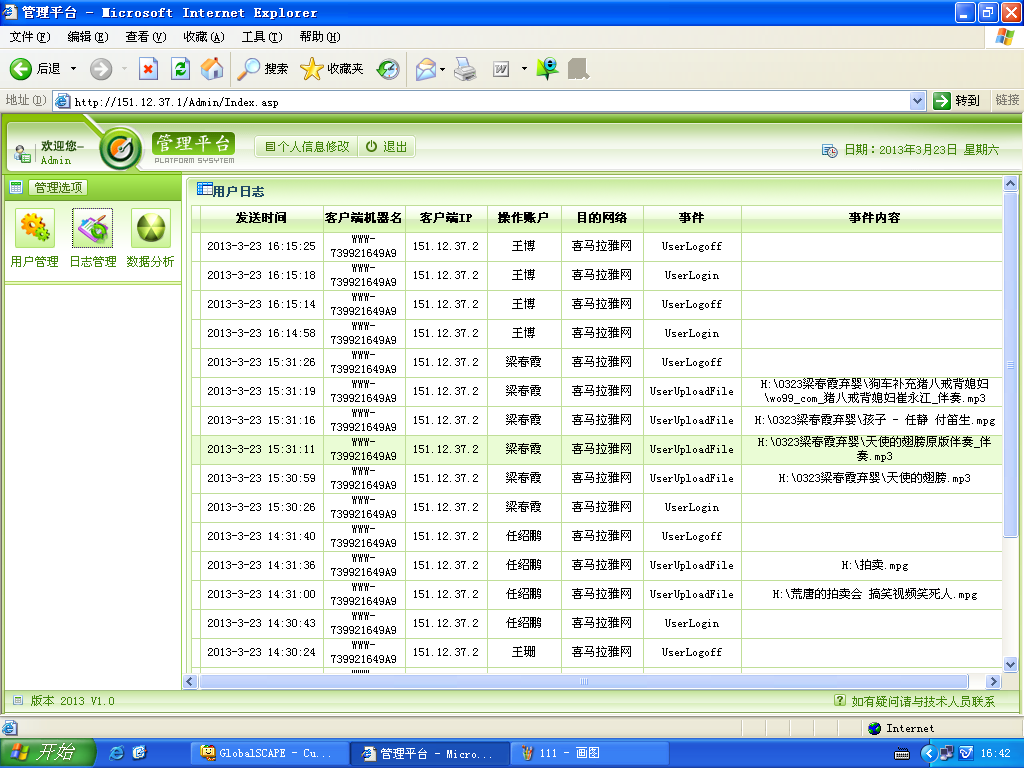 管理平台 - Microsoft Internet Explorer
文件(F) 编辑(E) 查看(V) 收藏(A) 工具(T) 帮助(H)
后退 搜索 收藏夹
地址(D) http://151.12.37.1/Admin/Index.asp 转到 链接
欢迎您-
Admin
管理平台
PLATFORM SYSYTEM
个人信息修改 退出
日期：2013年3月23日 星期六
管理选项
用户管理 日志管理 数据分析
用户日志
发送时间 客户端机器名 客户端IP 操作账户 目的网络 事件 事件内容
2013-3-23 16:15:25 WWW-739921649A9 151.12.37.2 王博 喜马拉雅网 UserLogoff
2013-3-23 16:15:18 WWW-739921649A9 151.12.37.2 王博 喜马拉雅网 UserLogin
2013-3-23 16:15:14 WWW-739921649A9 151.12.37.2 王博 喜马拉雅网 UserLogoff
2013-3-23 16:14:58 WWW-739921649A9 151.12.37.2 王博 喜马拉雅网 UserLogin
2013-3-23 15:31:26 WWW-739921649A9 151.12.37.2 梁春霞 喜马拉雅网 UserLogoff
2013-3-23 15:31:19 WWW-739921649A9 151.12.37.2 梁春霞 喜马拉雅网 UserUploadFile H:\0323梁春霞弃婴\狗车补充猪八戒背媳妇\wo99_com_猪八戒背媳妇崔永江_伴奏.mp3
2013-3-23 15:31:16 WWW-739921649A9 151.12.37.2 梁春霞 喜马拉雅网 UserUploadFile H:\0323梁春霞弃婴\孩子 - 任静 付笛生.mpg
2013-3-23 15:31:11 WWW-739921649A9 151.12.37.2 梁春霞 喜马拉雅网 UserUploadFile H:\0323梁春霞弃婴\天使的翅膀原版伴奏_伴奏.mp3
2013-3-23 15:30:59 WWW-739921649A9 151.12.37.2 梁春霞 喜马拉雅网 UserUploadFile H:\0323梁春霞弃婴\天使的翅膀.mp3
2013-3-23 15:30:26 WWW-739921649A9 151.12.37.2 梁春霞 喜马拉雅网 UserLogin
2013-3-23 14:31:40 WWW-739921649A9 151.12.37.2 任绍鹏 喜马拉雅网 UserLogoff
2013-3-23 14:31:36 WWW-739921649A9 151.12.37.2 任绍鹏 喜马拉雅网 UserUploadFile H:\拍卖.mpg
2013-3-23 14:31:00 WWW-739921649A9 151.12.37.2 任绍鹏 喜马拉雅网 UserUploadFile H:\荒唐的拍卖会 搞笑视频笑死人.mpg
2013-3-23 14:30:43 WWW-739921649A9 151.12.37.2 任绍鹏 喜马拉雅网 UserLogin
2013-3-23 14:30:24 WWW-739921649A9 151.12.37.2 王珊 喜马拉雅网 UserLogoff
版本 2013 V1.0 如有疑问请与技术人员联系
Internet
开始 GlobalSCAPE - Cu... 管理平台 - Micro... 111 - 画图 16:42